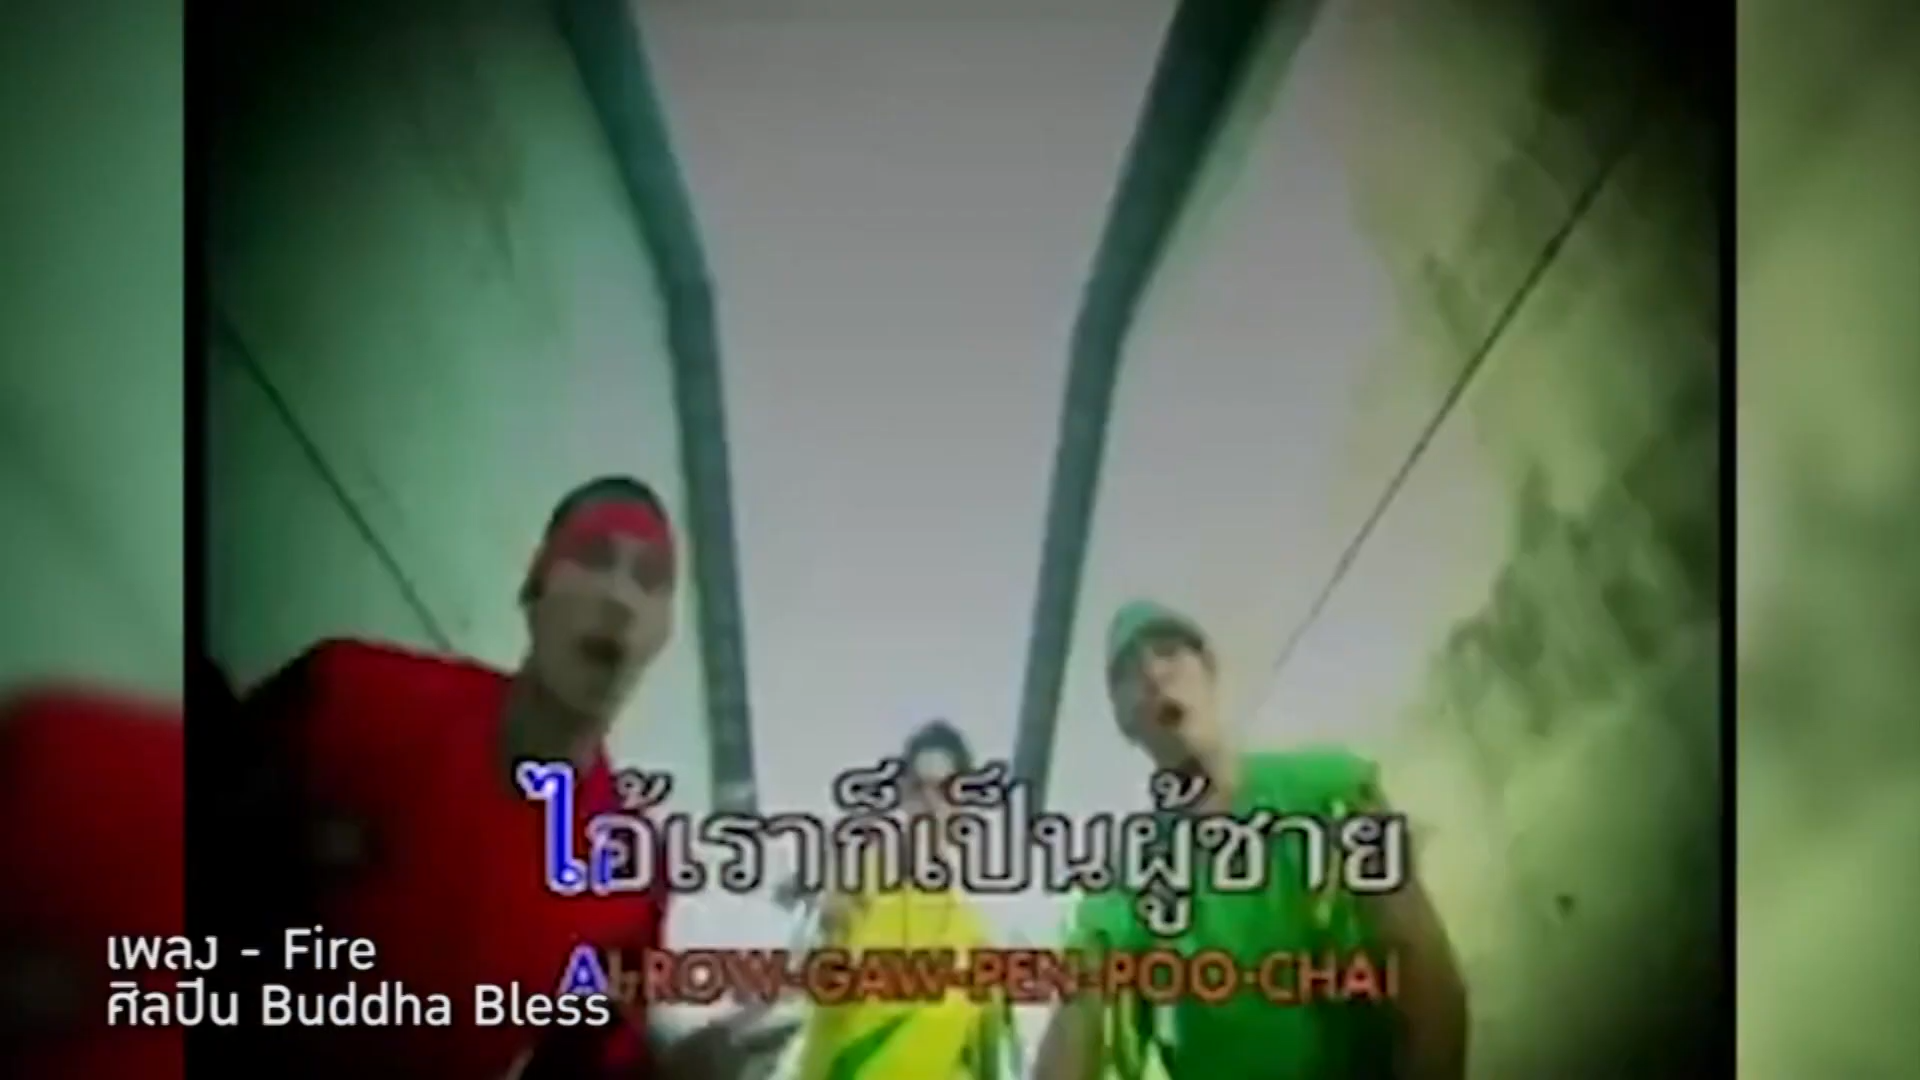 ไอ้เราก็เป็นผู้ชาย
AI-ROW-GAW-PEN-POO-CHAI
เพลง - Fire
ศิลปิน Buddha Bless